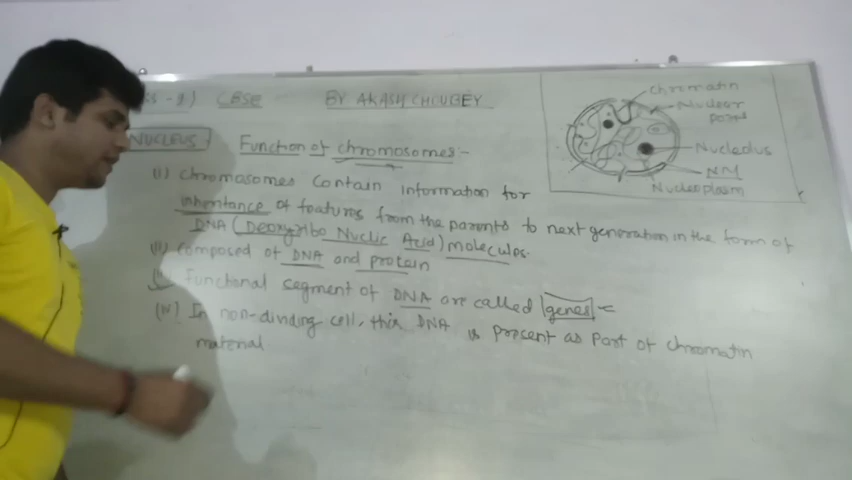 CBSE BY AKASH CHOUBEY
NUCLEUS - Function of chromosomes:-
(i) Chromosomes contain information for
inheritance of features from the parents to next generation in the form of
DNA (Deoxyribo Nuclic Acid) molecules.
(ii) composed of DNA and protein
(iii) Functional segment of DNA are called genes
(iv) In non-dividing cell, this DNA is present as part of chromatin
material
chromatin
Nuclear
pores
Nucleolus
NM
Nucleoplasm